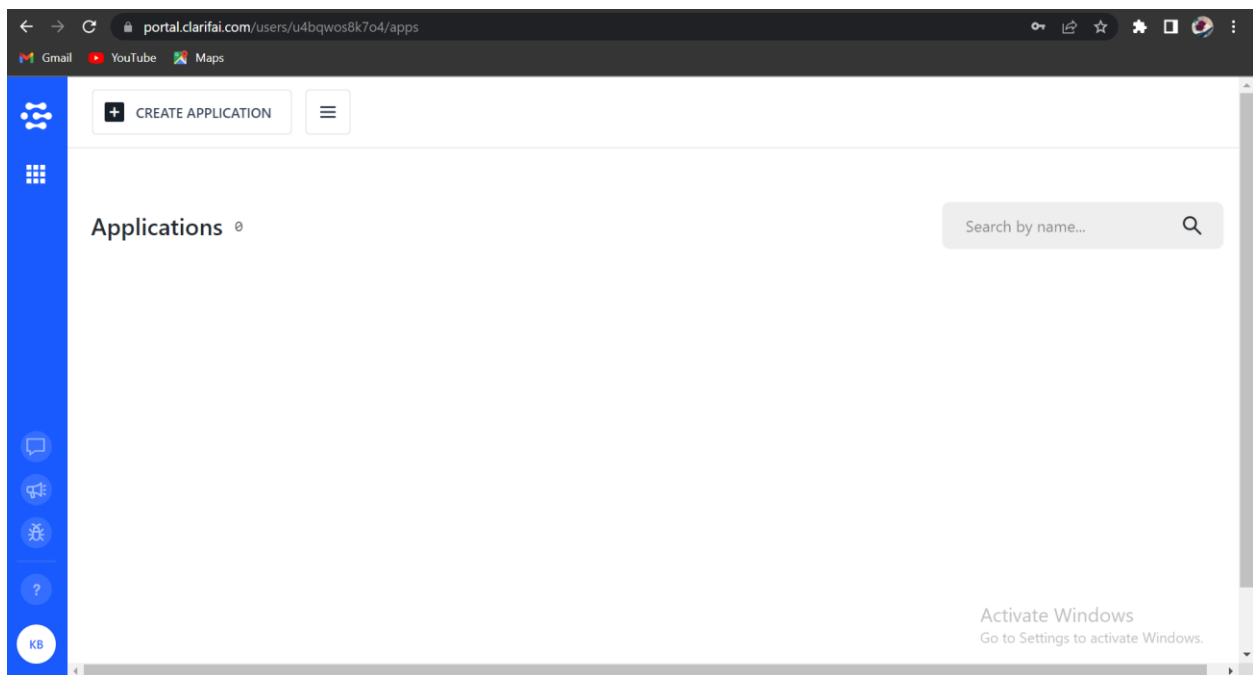 portal.clarifai.com/users/u4bqwos8k7o4/apps
Gmail YouTube Maps
CREATE APPLICATION
Applications 0
Search by name...
?
Activate Windows
Go to Settings to activate Windows.
KB